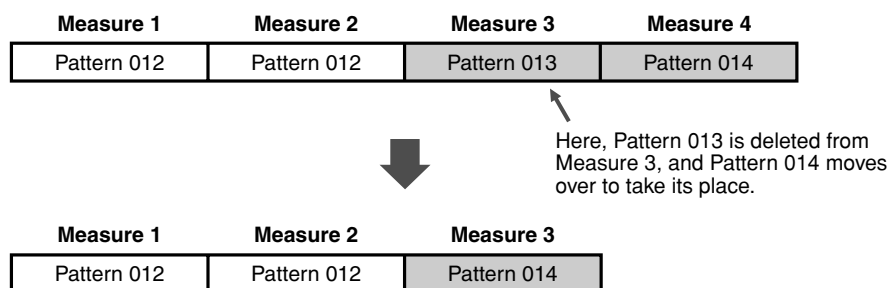 Measure 1 Measure 2 Measure 3 Measure 4
Pattern 012 Pattern 012 Pattern 013 Pattern 014
Here, Pattern 013 is deleted from
Measure 3, and Pattern 014 moves
over to take its place.
Measure 1 Measure 2 Measure 3
Pattern 012 Pattern 012 Pattern 014